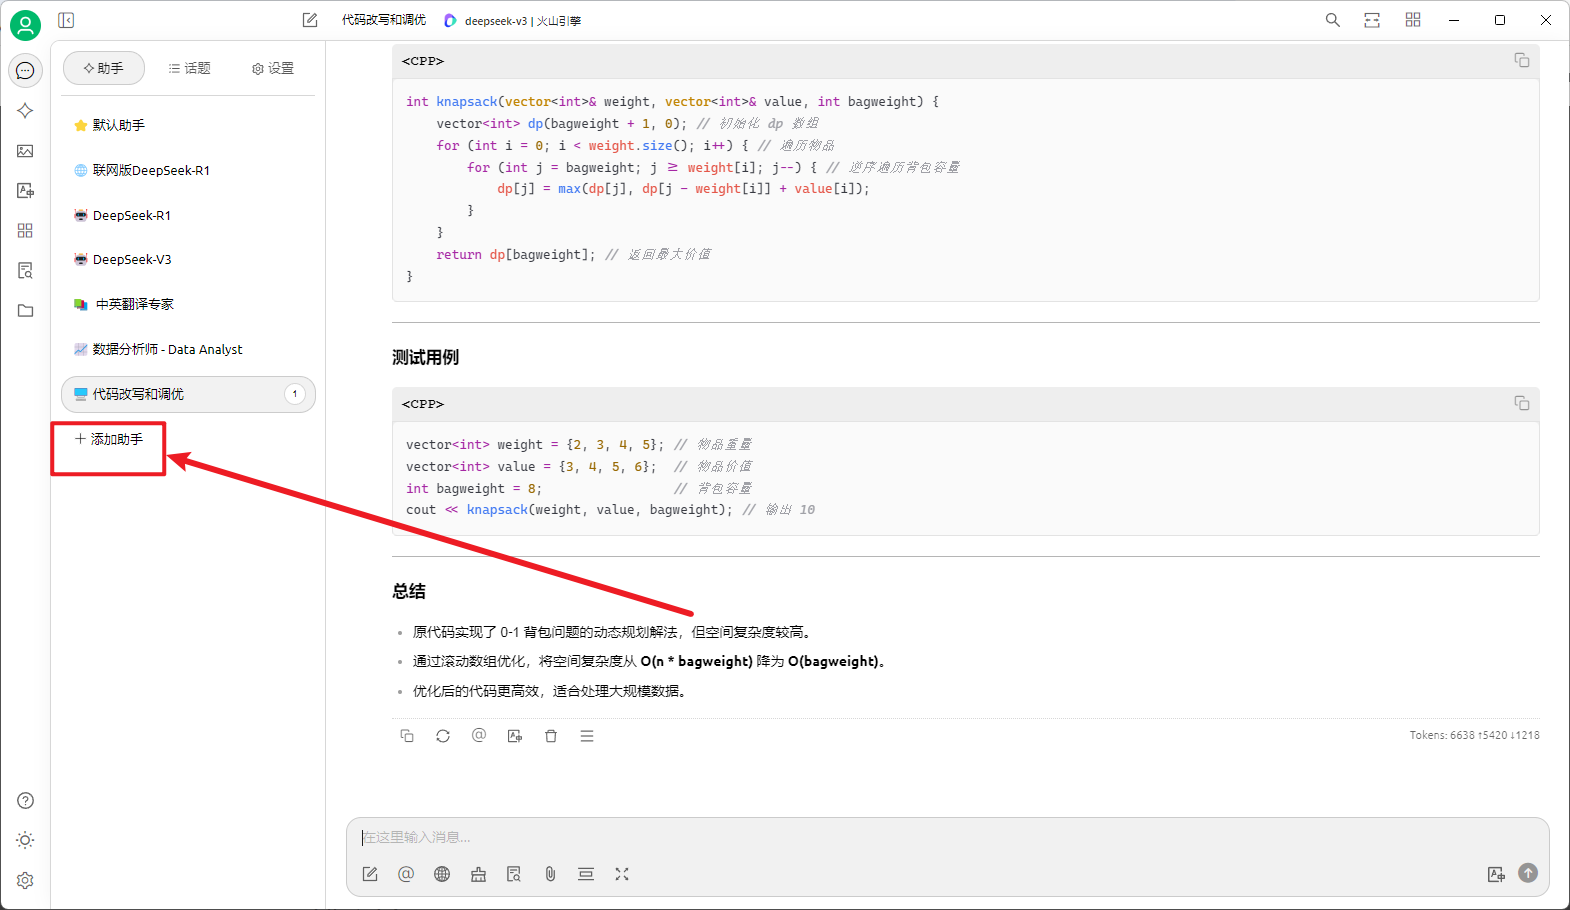 代码改写和调优
deepseek-v3 | 火山引擎
助手
话题
设置
默认助手
联网版DeepSeek-R1
DeepSeek-R1
DeepSeek-V3
中英翻译专家
数据分析师 - Data Analyst
代码改写和调优
1
添加助手
<CPP>
int knapsack(vector<int>& weight, vector<int>& value, int bagweight) {
vector<int> dp(bagweight + 1, 0); // 初始化 dp 数组
for (int i = 0; i < weight.size(); i++) { // 遍历物品
for (int j = bagweight; j ≥ weight[i]; j--) { // 逆序遍历背包容量
dp[j] = max(dp[j], dp[j - weight[i]] + value[i]);
}
}
return dp[bagweight]; // 返回最大价值
}
测试用例
<CPP>
vector<int> weight = {2, 3, 4, 5}; // 物品重量
vector<int> value = {3, 4, 5, 6}; // 物品价值
int bagweight = 8; // 背包容量
cout << knapsack(weight, value, bagweight); // 输出 10
总结
• 原代码实现了 0-1 背包问题的动态规划解法，但空间复杂度较高。
• 通过滚动数组优化，将空间复杂度从 O(n * bagweight) 降为 O(bagweight)。
• 优化后的代码更高效，适合处理大规模数据。
Tokens: 6638 ↑5420 ↓1218
在这里输入消息...